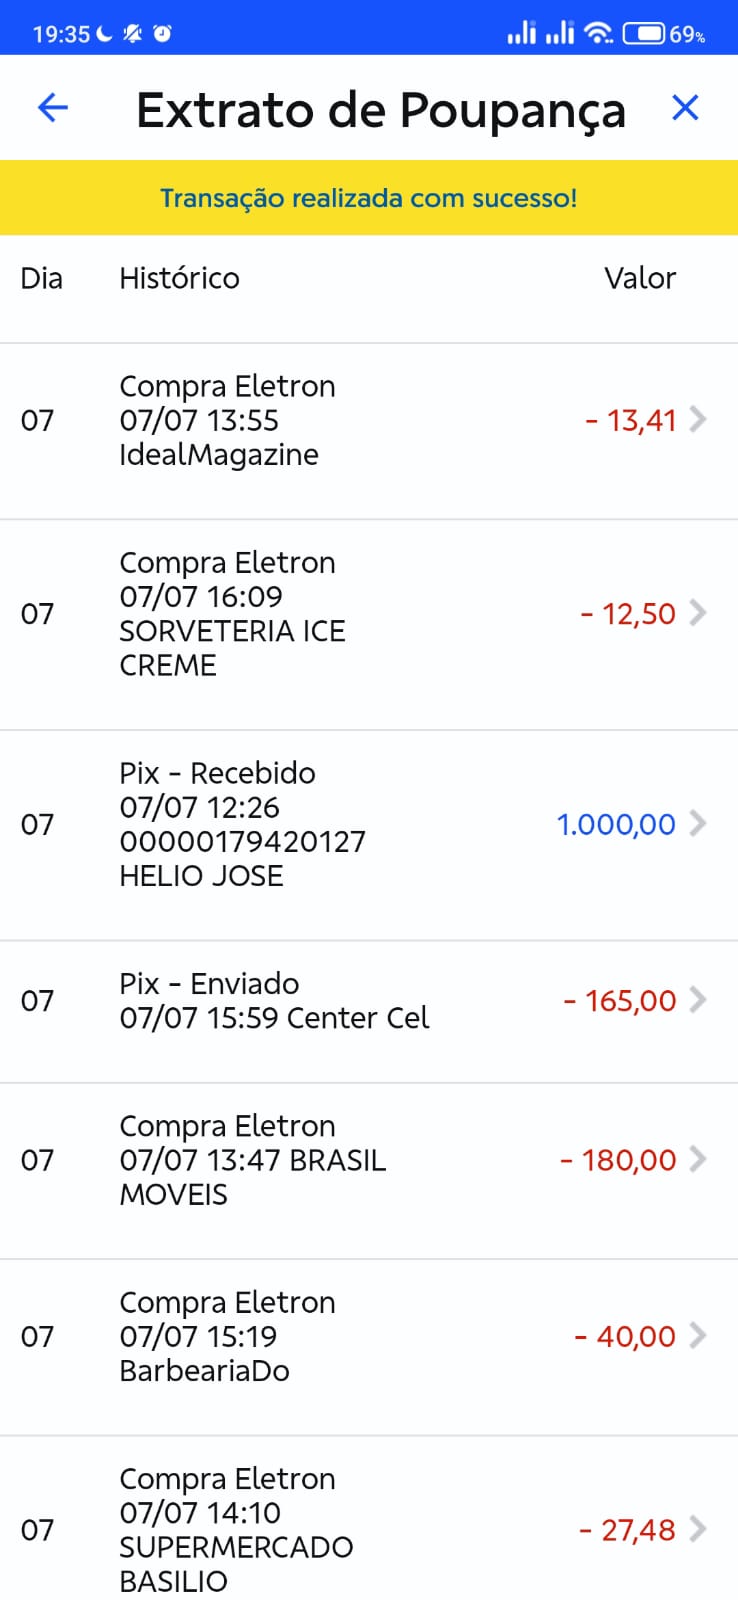 19:35 69%
Extrato de Poupança
Transação realizada com sucesso!
Dia Histórico Valor
Compra Eletron
07 07/07 13:55 - 13,41
IdealMagazine
Compra Eletron
07/07 16:09
07 - 12,50
SORVETERIA ICE
CREME
Pix - Recebido
07/07 12:26
07 1.000,00
00000179420127
HELIO JOSE
Pix - Enviado
07 - 165,00
07/07 15:59 Center Cel
Compra Eletron
07 07/07 13:47 BRASIL - 180,00
MOVEIS
Compra Eletron
07 07/07 15:19 - 40,00
BarbeariaDo
Compra Eletron
07/07 14:10
07 - 27,48
SUPERMERCADO
BASILIO